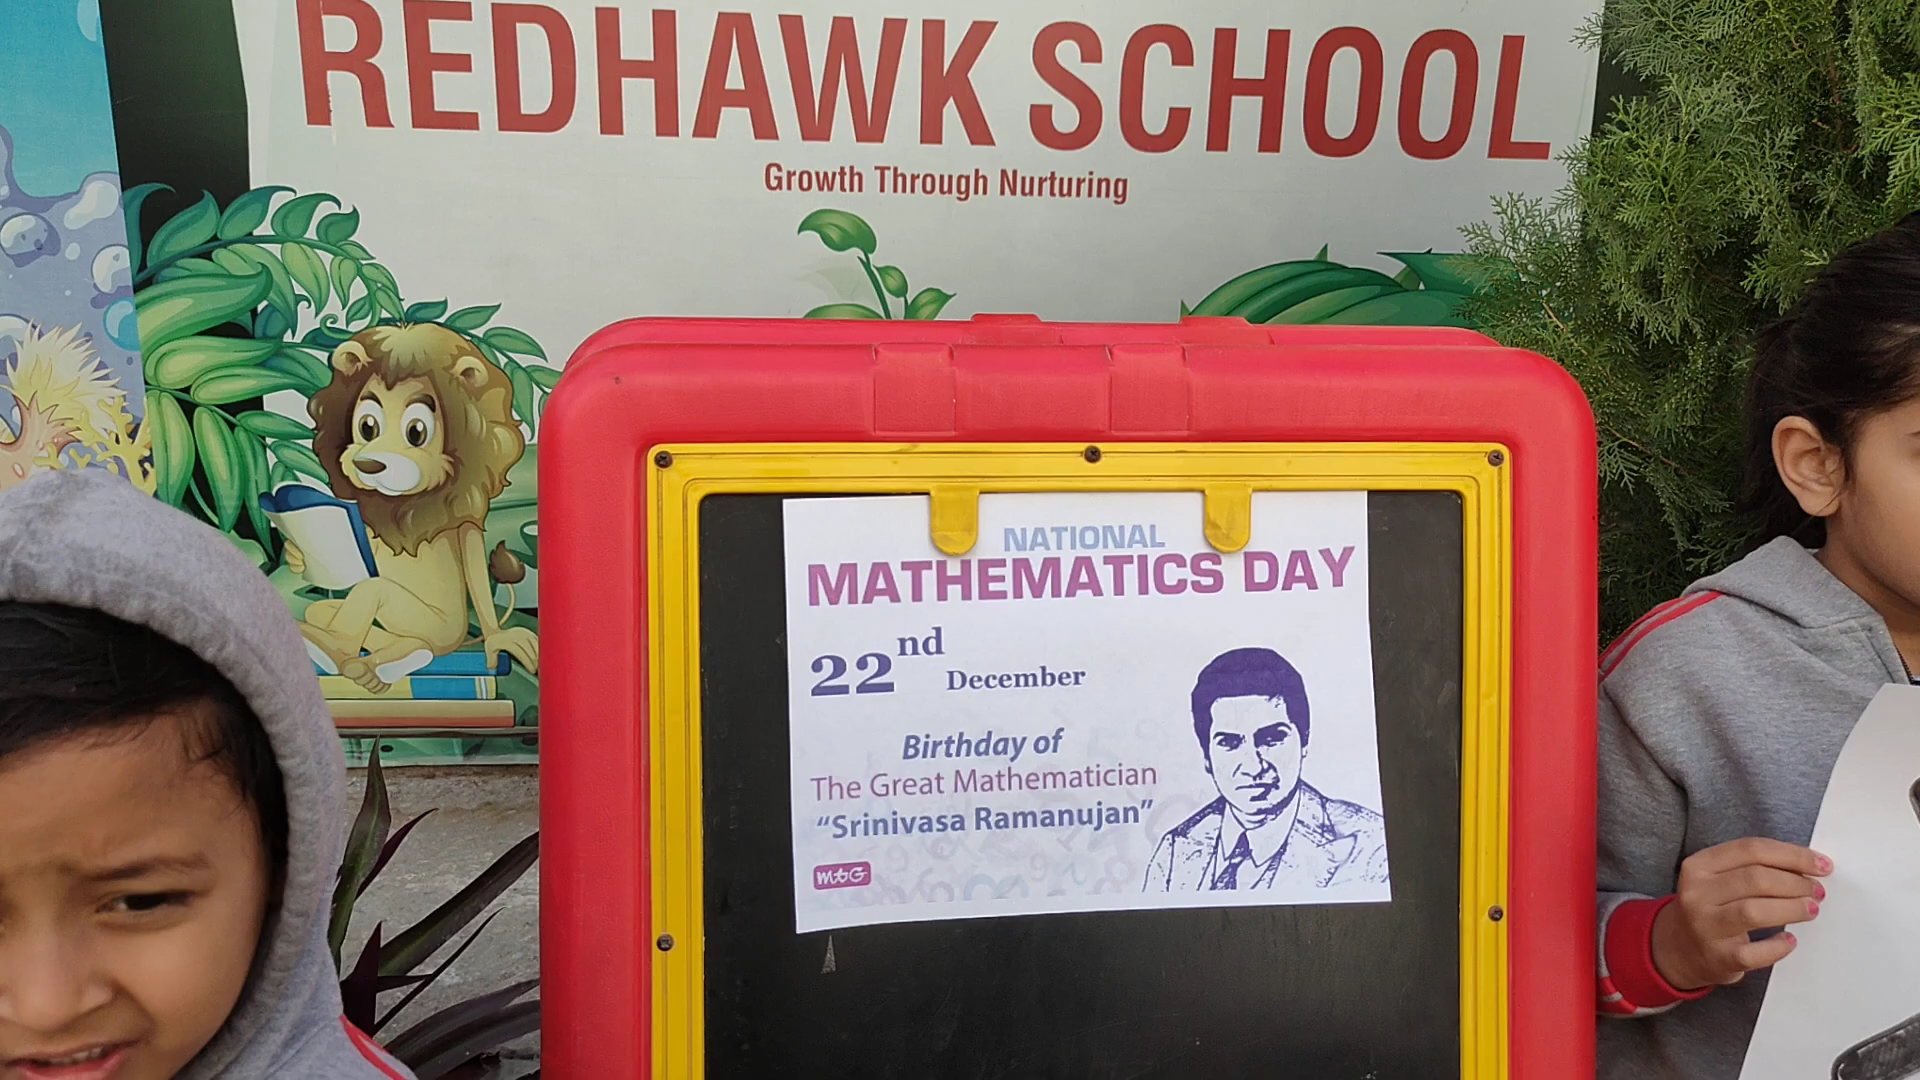 REDHAWK SCHOOL
Growth Through Nurturing
NATIONAL
MATHEMATICS DAY
22nd December
Birthday of
The Great Mathematician
“Srinivasa Ramanujan”
mtG